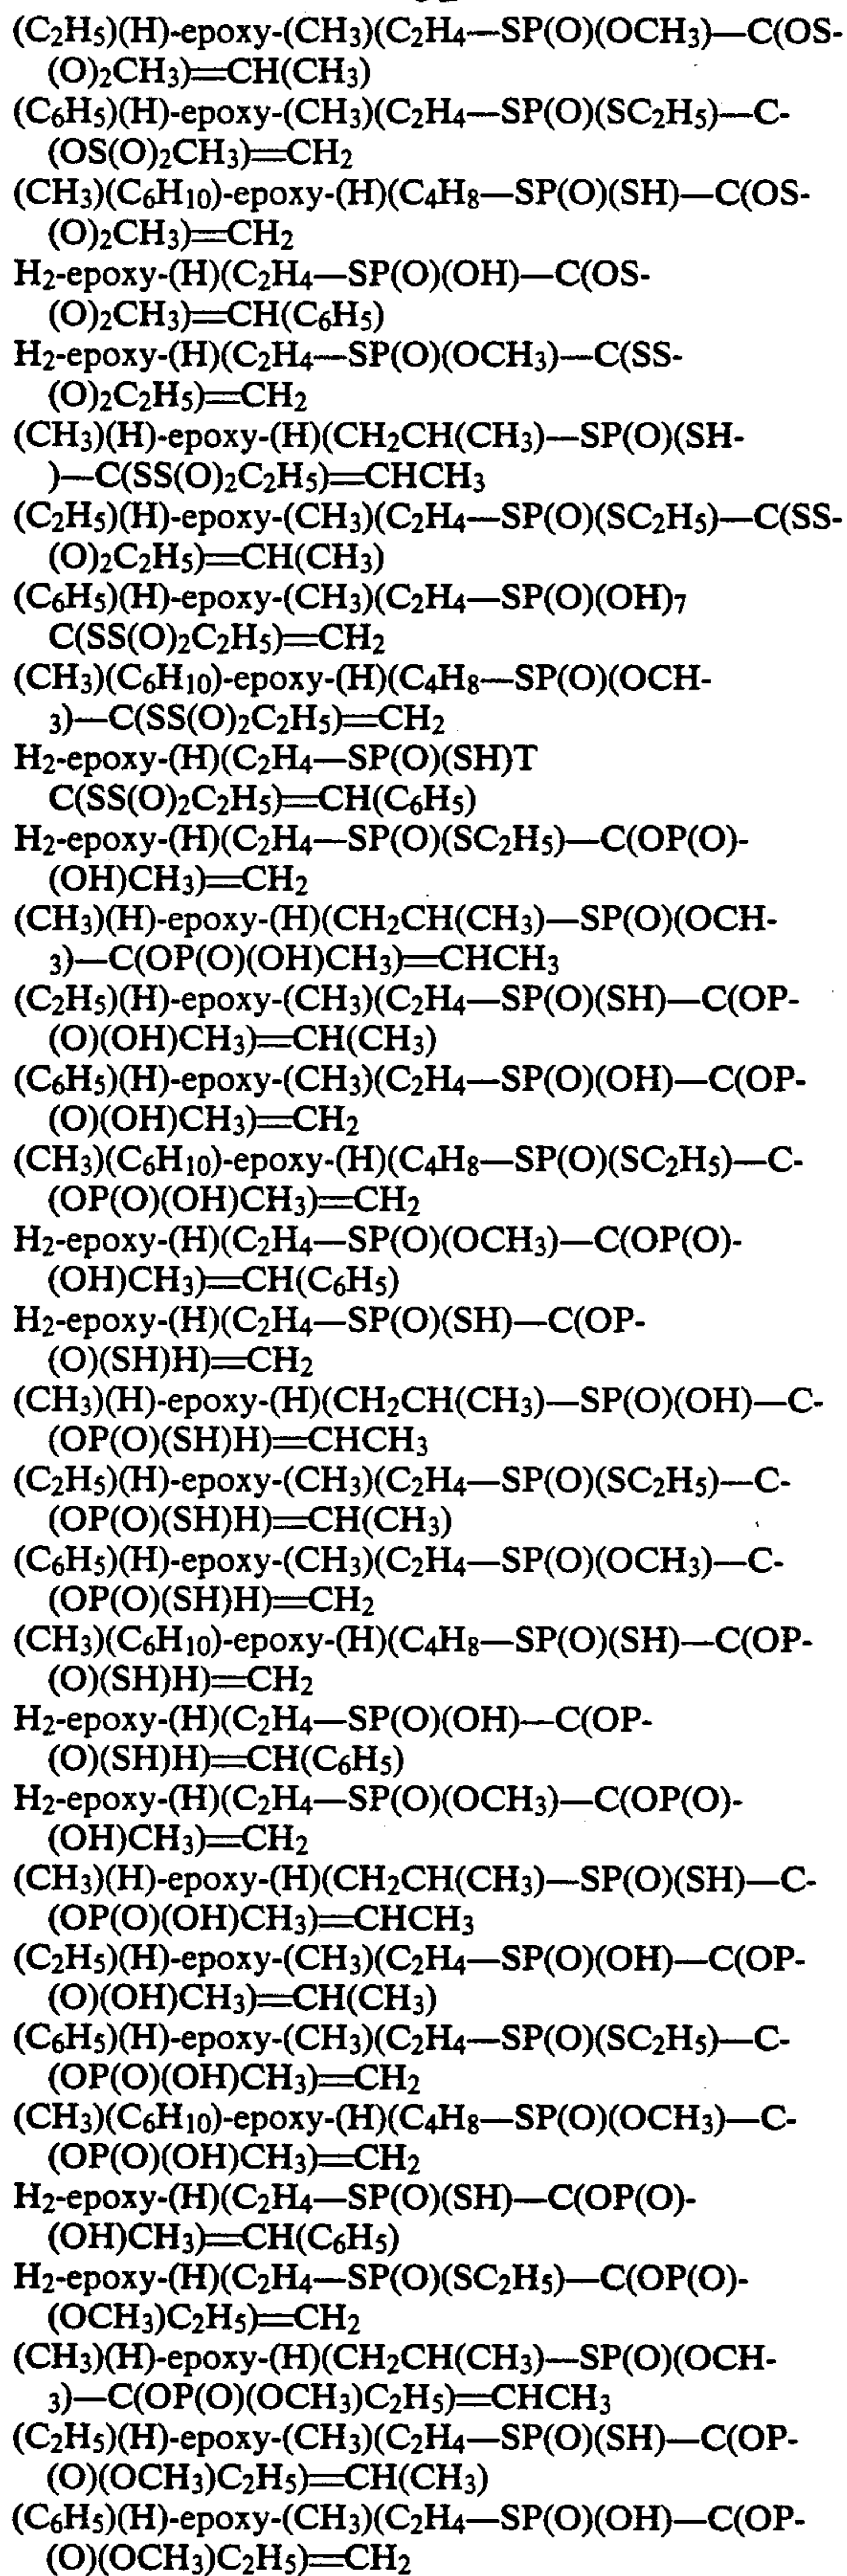 (C2H5)(H)-epoxy-(CH3)(C2H4—SP(O)(OCH3)—C(OS-
(O)2CH3)═CH(CH3)
(C6H5)(H)-epoxy-(CH3)(C2H4—SP(O)(SC2H5)—C-
(OS(O)2CH3)═CH2
(CH3)(C6H10)-epoxy-(H)(C4H8—SP(O)(SH)—C(OS-
(O)2CH3)═CH2
H2-epoxy-(H)(C2H4—SP(O)(OH)—C(OS-
(O)2CH3)═CH(C6H5)
H2-epoxy-(H)(C2H4—SP(O)(OCH3)—C(SS-
(O)2C2H5)═CH2
(CH3)(H)-epoxy-(H)(CH2CH(CH3)—SP(O)(SH-
)—C(SS(O)2C2H5)═CHCH3
(C2H5)(H)-epoxy-(CH3)(C2H4—SP(O)(SC2H5)—C(SS-
(O)2C2H5)═CH(CH3)
(C6H5)(H)-epoxy-(CH3)(C2H4—SP(O)(OH)7
C(SS(O)2C2H5)═CH2
(CH3)(C6H10)-epoxy-(H)(C4H8—SP(O)(OCH-
3)—C(SS(O)2C2H5)═CH2
H2-epoxy-(H)(C2H4—SP(O)(SH)T
C(SS(O)2C2H5)═CH(C6H5)
H2-epoxy-(H)(C2H4—SP(O)(SC2H5)—C(OP(O)-
(OH)CH3)═CH2
(CH3)(H)-epoxy-(H)(CH2CH(CH3)—SP(O)(OCH-
3)—C(OP(O)(OH)CH3)═CHCH3
(C2H5)(H)-epoxy-(CH3)(C2H4—SP(O)(SH)—C(OP-
(O)(OH)CH3)═CH(CH3)
(C6H5)(H)-epoxy-(CH3)(C2H4—SP(O)(OH)—C(OP-
(O)(OH)CH3)═CH2
(CH3)(C6H10)-epoxy-(H)(C4H8—SP(O)(SC2H5)—C-
(OP(O)(OH)CH3)═CH2
H2-epoxy-(H)(C2H4—SP(O)(OCH3)—C(OP(O)-
(OH)CH3)═CH(C6H5)
H2-epoxy-(H)(C2H4—SP(O)(SH)—C(OP-
(O)(SH)H)═CH2
(CH3)(H)-epoxy-(H)(CH2CH(CH3)—SP(O)(OH)—C-
(OP(O)(SH)H)═CHCH3
(C2H5)(H)-epoxy-(CH3)(C2H4—SP(O)(SC2H5)—C-
(OP(O)(SH)H)═CH(CH3)
(C6H5)(H)-epoxy-(CH3)(C2H4—SP(O)(OCH3)—C-
(OP(O)(SH)H)═CH2
(CH3)(C6H10)-epoxy-(H)(C4H8—SP(O)(SH)—C(OP-
(O)(SH)H)═CH2
H2-epoxy-(H)(C2H4—SP(O)(OH)—C(OP-
(O)(SH)H)═CH(C6H5)
H2-epoxy-(H)(C2H4—SP(O)(OCH3)—C(OP(O)-
(OH)CH3)═CH2
(CH3)(H)-epoxy-(H)(CH2CH(CH3)—SP(O)(SH)—C-
(OP(O)(OH)CH3)═CHCH3
(C2H5)(H)-epoxy-(CH3)(C2H4—SP(O)(OH)—C(OP-
(O)(OH)CH3)═CH(CH3)
(C6H5)(H)-epoxy-(CH3)(C2H4—SP(O)(SC2H5)—C-
(OP(O)(OH)CH3)═CH2
(CH3)(C6H10)-epoxy-(H)(C4H8—SP(O)(OCH3)—C-
(OP(O)(OH)CH3)═CH2
H2-epoxy-(H)(C2H4—SP(O)(SH)—C(OP(O)-
(OH)CH3)═CH(C6H5)
H2-epoxy-(H)(C2H4—SP(O)(SC2H5)—C(OP(O)-
(OCH3)C2H5)═CH2
(CH3)(H)-epoxy-(H)(CH2CH(CH3)—SP(O)(OCH-
3)—C(OP(O)(OCH3)C2H5)═CHCH3
(C2H5)(H)-epoxy-(CH3)(C2H4—SP(O)(SH)—C(OP-
(O)(OCH3)C2H5)═CH(CH3)
(C6H5)(H)-epoxy-(CH3)(C2H4—SP(O)(OH)—C(OP-
(O)(OCH3)C2H5)═CH2